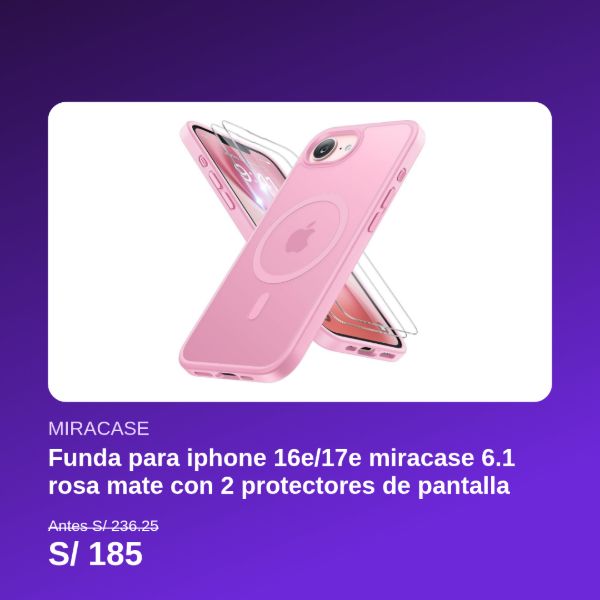 MIRACASE
Funda para iphone 16e/17e miracase 6.1
rosa mate con 2 protectores de pantalla
Antes S/ 236.25
S/ 185